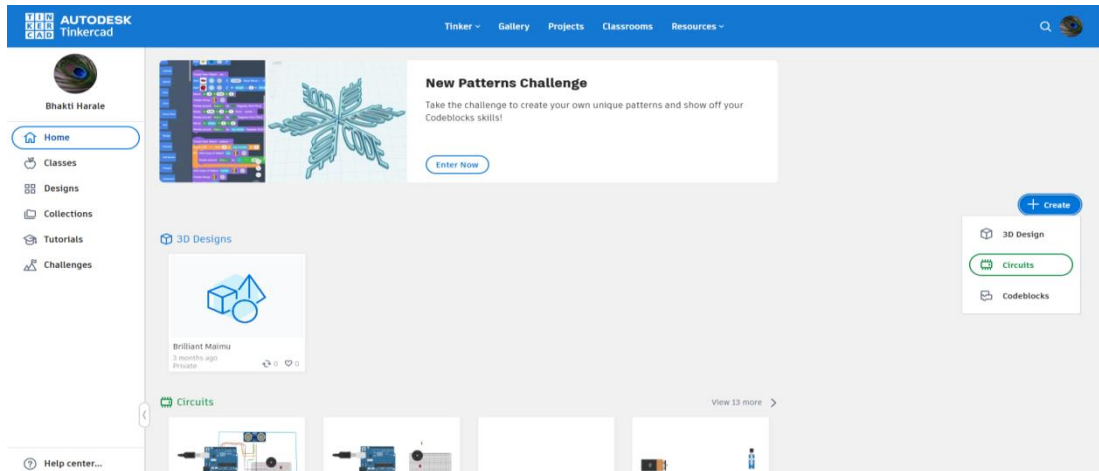 TIN
KER
CAD
AUTODESK
Tinkercad
Tinker
Gallery
Projects
Classrooms
Resources
Bhakti Harale
Home
Classes
Designs
Collections
Tutorials
Challenges
Help center...
New Patterns Challenge
Take the challenge to create your own unique patterns and show off your
Codeblocks skills!
Enter Now
+ Create
3D Design
Circuits
Codeblocks
3D Designs
Brilliant Maimu
3 months ago
Private
0 0
Circuits
View 13 more